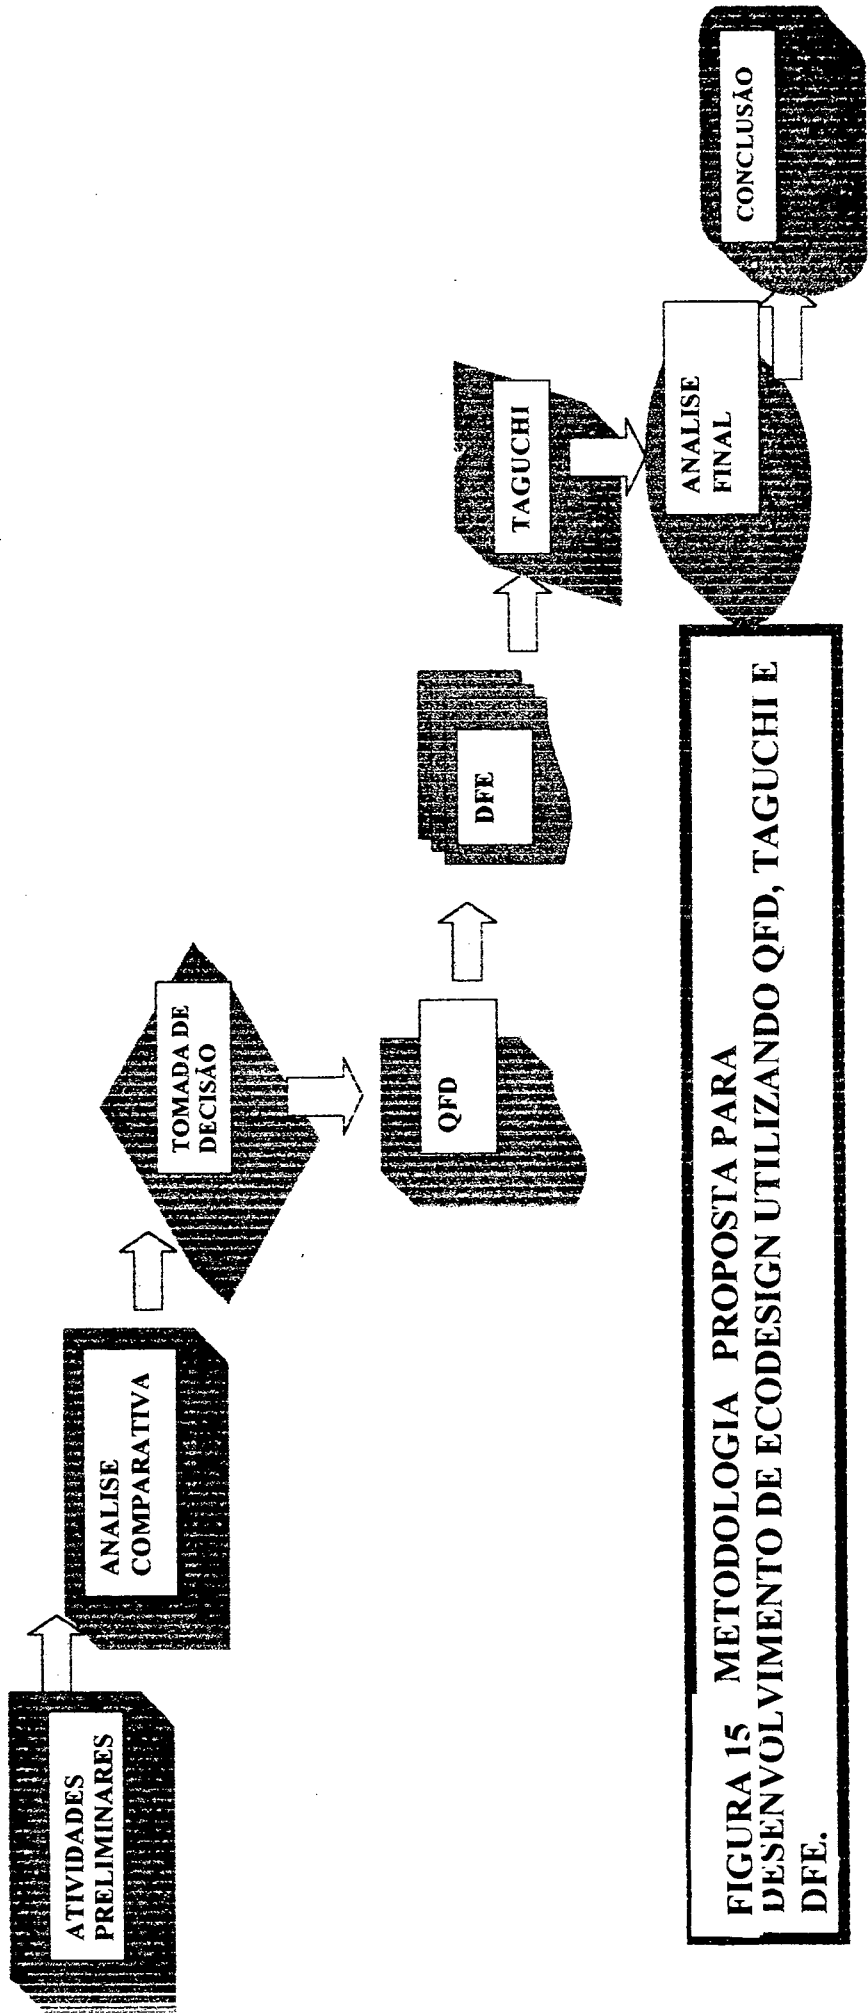 ATIVIDADES
PRELIMINARES
ANALISE
COMPARATIVA
TOMADA DE
DECISÃO
QFD
DFE
TAGUCHI
ANALISE
FINAL
CONCLUSÃO
FIGURA 15 METODOLOGIA PROPOSTA PARA
DESENVOLVIMENTO DE ECODESIGN UTILIZANDO QFD, TAGUCHI E
DFE.